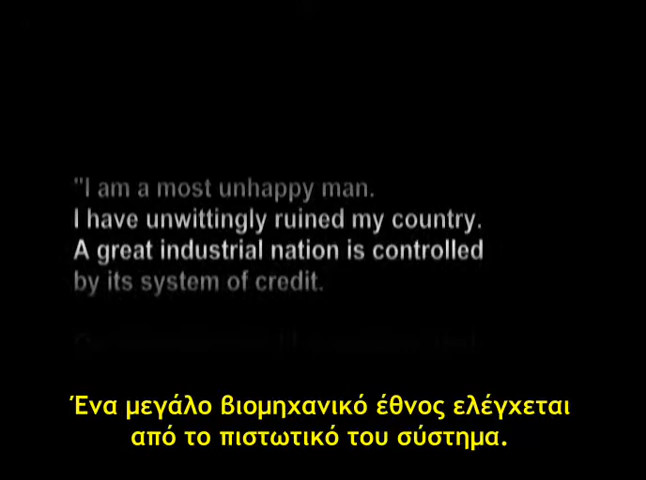 "I am a most unhappy man.
I have unwittingly ruined my country.
A great industrial nation is controlled
by its system of credit.
Ένα μεγάλο βιομηχανικό έθνος ελέγχεται
από το πιστωτικό του σύστημα.